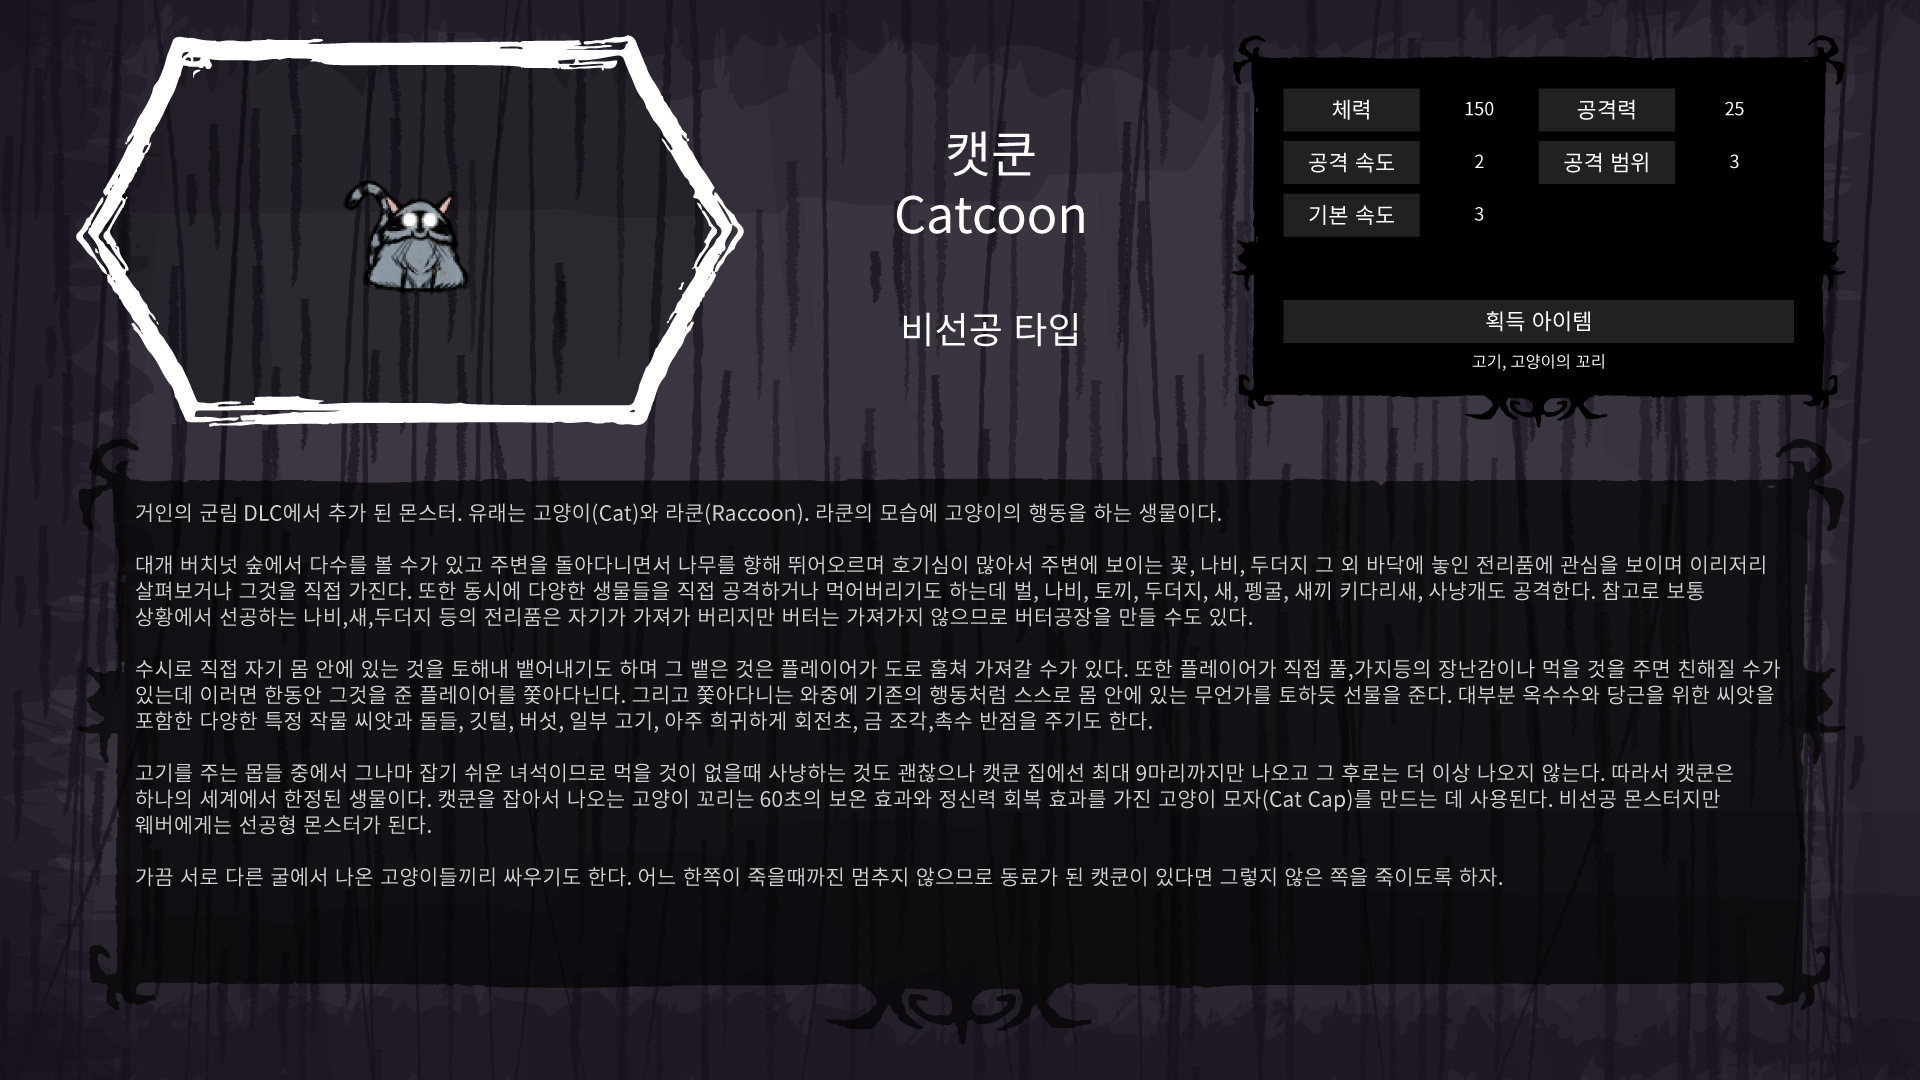 캣쿤
Catcoon
비선공 타입
체력 150 공격력 25
공격 속도 2 공격 범위 3
기본 속도 3
획득 아이템
고기, 고양이의 꼬리
거인의 군림 DLC에서 추가 된 몬스터. 유래는 고양이(Cat)와 라쿤(Raccoon). 라쿤의 모습에 고양이의 행동을 하는 생물이다.
대개 버치넛 숲에서 다수를 볼 수가 있고 주변을 돌아다니면서 나무를 향해 뛰어오르며 호기심이 많아서 주변에 보이는 꽃, 나비, 두더지 그 외 바닥에 놓인 전리품에 관심을 보이며 이리저리
살펴보거나 그것을 직접 가진다. 또한 동시에 다양한 생물들을 직접 공격하거나 먹어버리기도 하는데 벌, 나비, 토끼, 두더지, 새, 펭굴, 새끼 키다리새, 사냥개도 공격한다. 참고로 보통
상황에서 선공하는 나비,새,두더지 등의 전리품은 자기가 가져가 버리지만 버터는 가져가지 않으므로 버터공장을 만들 수도 있다.
수시로 직접 자기 몸 안에 있는 것을 토해내 뱉어내기도 하며 그 뱉은 것은 플레이어가 도로 훔쳐 가져갈 수가 있다. 또한 플레이어가 직접 풀,가지등의 장난감이나 먹을 것을 주면 친해질 수가
있는데 이러면 한동안 그것을 준 플레이어를 쫓아다닌다. 그리고 쫓아다니는 와중에 기존의 행동처럼 스스로 몸 안에 있는 무언가를 토하듯 선물을 준다. 대부분 옥수수와 당근을 위한 씨앗을
포함한 다양한 특정 작물 씨앗과 돌들, 깃털, 버섯, 일부 고기, 아주 희귀하게 회전초, 금 조각,촉수 반점을 주기도 한다.
고기를 주는 몹들 중에서 그나마 잡기 쉬운 녀석이므로 먹을 것이 없을때 사냥하는 것도 괜찮으나 캣쿤 집에선 최대 9마리까지만 나오고 그 후로는 더 이상 나오지 않는다. 따라서 캣쿤은
하나의 세계에서 한정된 생물이다. 캣쿤을 잡아서 나오는 고양이 꼬리는 60초의 보온 효과와 정신력 회복 효과를 가진 고양이 모자(Cat Cap)를 만드는 데 사용된다. 비선공 몬스터지만
웨버에게는 선공형 몬스터가 된다.
가끔 서로 다른 굴에서 나온 고양이들끼리 싸우기도 한다. 어느 한쪽이 죽을때까진 멈추지 않으므로 동료가 된 캣쿤이 있다면 그렇지 않은 쪽을 죽이도록 하자.